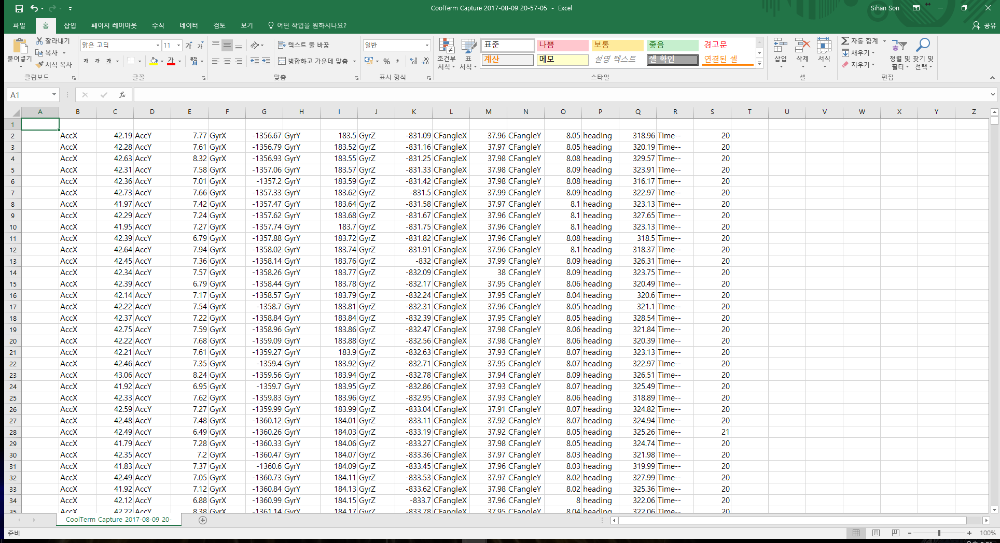 CoolTerm Capture 2017-08-09 20-57-05 - Excel
Sihan Son
파일 홈 삽입 페이지 레이아웃 수식 데이터 검토 보기 어떤 작업을 원하시나요? 공유
붙여넣기 잘라내기 복사 서식 복사 클립보드
맑은 고딕 11 가 가 가 가 가 가 내천 글꼴
텍스트 줄 바꿈 병합하고 가운데 맞춤 맞춤
일반 % , 표시 형식
조건부 서식 표 서식
표준 나쁨 보통 좋음 경고문
계산 메모 설명 텍스트 셀 확인 연결된 셀
스타일
삽입 삭제 서식 셀
자동 합계 채우기 지우기 정렬 및 필터 찾기 및 선택 편집
A1 fx
A B C D E F G H I J K L M N O P Q R S T U V W X Y Z
1
2 AccX 42.19 AccY 7.77 GyrX -1356.67 GyrY 183.5 GyrZ -831.09 CFangleX 37.96 CFangleY 8.05 heading 318.96 Time-- 20
3 AccX 42.28 AccY 7.61 GyrX -1356.79 GyrY 183.52 GyrZ -831.16 CFangleX 37.97 CFangleY 8.05 heading 320.19 Time-- 20
4 AccX 42.63 AccY 8.32 GyrX -1356.93 GyrY 183.55 GyrZ -831.25 CFangleX 37.98 CFangleY 8.08 heading 329.57 Time-- 20
5 AccX 42.31 AccY 7.58 GyrX -1357.06 GyrY 183.57 GyrZ -831.33 CFangleX 37.98 CFangleY 8.09 heading 323.91 Time-- 20
6 AccX 42.36 AccY 7.01 GyrX -1357.2 GyrY 183.59 GyrZ -831.42 CFangleX 37.98 CFangleY 8.08 heading 316.17 Time-- 20
7 AccX 42.73 AccY 7.66 GyrX -1357.33 GyrY 183.62 GyrZ -831.5 CFangleX 37.99 CFangleY 8.09 heading 322.97 Time-- 20
8 AccX 41.97 AccY 7.42 GyrX -1357.47 GyrY 183.64 GyrZ -831.58 CFangleX 37.97 CFangleY 8.1 heading 323.13 Time-- 20
9 AccX 42.29 AccY 7.24 GyrX -1357.62 GyrY 183.68 GyrZ -831.67 CFangleX 37.96 CFangleY 8.1 heading 327.65 Time-- 20
10 AccX 41.95 AccY 7.27 GyrX -1357.74 GyrY 183.7 GyrZ -831.75 CFangleX 37.96 CFangleY 8.1 heading 323.13 Time-- 20
11 AccX 42.39 AccY 6.79 GyrX -1357.88 GyrY 183.72 GyrZ -831.82 CFangleX 37.96 CFangleY 8.08 heading 318.5 Time-- 20
12 AccX 42.64 AccY 7.94 GyrX -1358.02 GyrY 183.74 GyrZ -831.91 CFangleX 37.96 CFangleY 8.1 heading 318.37 Time-- 20
13 AccX 42.45 AccY 7.36 GyrX -1358.14 GyrY 183.76 GyrZ -832 CFangleX 37.99 CFangleY 8.09 heading 326.31 Time-- 20
14 AccX 42.34 AccY 7.57 GyrX -1358.26 GyrY 183.77 GyrZ -832.09 CFangleX 38 CFangleY 8.09 heading 323.75 Time-- 20
15 AccX 42.39 AccY 6.79 GyrX -1358.44 GyrY 183.78 GyrZ -832.17 CFangleX 37.95 CFangleY 8.06 heading 320.49 Time-- 20
16 AccX 42.14 AccY 7.17 GyrX -1358.57 GyrY 183.79 GyrZ -832.24 CFangleX 37.95 CFangleY 8.04 heading 320.6 Time-- 20
17 AccX 42.22 AccY 7.54 GyrX -1358.7 GyrY 183.81 GyrZ -832.31 CFangleX 37.96 CFangleY 8.05 heading 321.1 Time-- 20
18 AccX 42.37 AccY 7.22 GyrX -1358.84 GyrY 183.84 GyrZ -832.39 CFangleX 37.95 CFangleY 8.05 heading 328.54 Time-- 20
19 AccX 42.75 AccY 7.59 GyrX -1358.96 GyrY 183.86 GyrZ -832.47 CFangleX 37.98 CFangleY 8.06 heading 321.84 Time-- 20
20 AccX 42.22 AccY 7.68 GyrX -1359.09 GyrY 183.88 GyrZ -832.56 CFangleX 37.98 CFangleY 8.06 heading 320.39 Time-- 20
21 AccX 42.21 AccY 7.61 GyrX -1359.27 GyrY 183.9 GyrZ -832.63 CFangleX 37.93 CFangleY 8.07 heading 323.13 Time-- 20
22 AccX 42.46 AccY 7.35 GyrX -1359.4 GyrY 183.92 GyrZ -832.71 CFangleX 37.95 CFangleY 8.07 heading 322.97 Time-- 20
23 AccX 43.06 AccY 8.24 GyrX -1359.56 GyrY 183.94 GyrZ -832.78 CFangleX 37.94 CFangleY 8.09 heading 326.51 Time-- 20
24 AccX 41.92 AccY 6.95 GyrX -1359.7 GyrY 183.95 GyrZ -832.86 CFangleX 37.93 CFangleY 8.07 heading 325.49 Time-- 20
25 AccX 42.33 AccY 7.62 GyrX -1359.83 GyrY 183.96 GyrZ -832.95 CFangleX 37.93 CFangleY 8.06 heading 318.89 Time-- 20
26 AccX 42.59 AccY 7.27 GyrX -1359.99 GyrY 183.99 GyrZ -833.04 CFangleX 37.91 CFangleY 8.07 heading 324.82 Time-- 20
27 AccX 42.48 AccY 7.48 GyrX -1360.12 GyrY 184.01 GyrZ -833.11 CFangleX 37.92 CFangleY 8.07 heading 324.94 Time-- 20
28 AccX 42.49 AccY 6.49 GyrX -1360.26 GyrY 184.03 GyrZ -833.19 CFangleX 37.92 CFangleY 8.05 heading 325.26 Time-- 21
29 AccX 41.79 AccY 7.28 GyrX -1360.33 GyrY 184.06 GyrZ -833.27 CFangleX 37.98 CFangleY 8.05 heading 324.74 Time-- 20
30 AccX 42.35 AccY 7.2 GyrX -1360.47 GyrY 184.07 GyrZ -833.36 CFangleX 37.97 CFangleY 8.03 heading 321.98 Time-- 20
31 AccX 41.83 AccY 7.37 GyrX -1360.6 GyrY 184.09 GyrZ -833.45 CFangleX 37.96 CFangleY 8.03 heading 319.99 Time-- 20
32 AccX 42.49 AccY 7.05 GyrX -1360.73 GyrY 184.11 GyrZ -833.53 CFangleX 37.97 CFangleY 8.02 heading 327.99 Time-- 20
33 AccX 41.92 AccY 7.12 GyrX -1360.84 GyrY 184.13 GyrZ -833.62 CFangleX 37.98 CFangleY 8.02 heading 325.36 Time-- 20
34 AccX 42.12 AccY 6.88 GyrX -1360.99 GyrY 184.15 GyrZ -833.7 CFangleX 37.96 CFangleY 8 heading 322.06 Time-- 20
35 AccX 42.22 AccY 8.38 GyrX -1361.14 GyrY 184.17 GyrZ -833.78 CFangleX 37.95 CFangleY 8.04 heading 322.06 Time-- 20
CoolTerm Capture 2017-08-09 20-
준비
100%